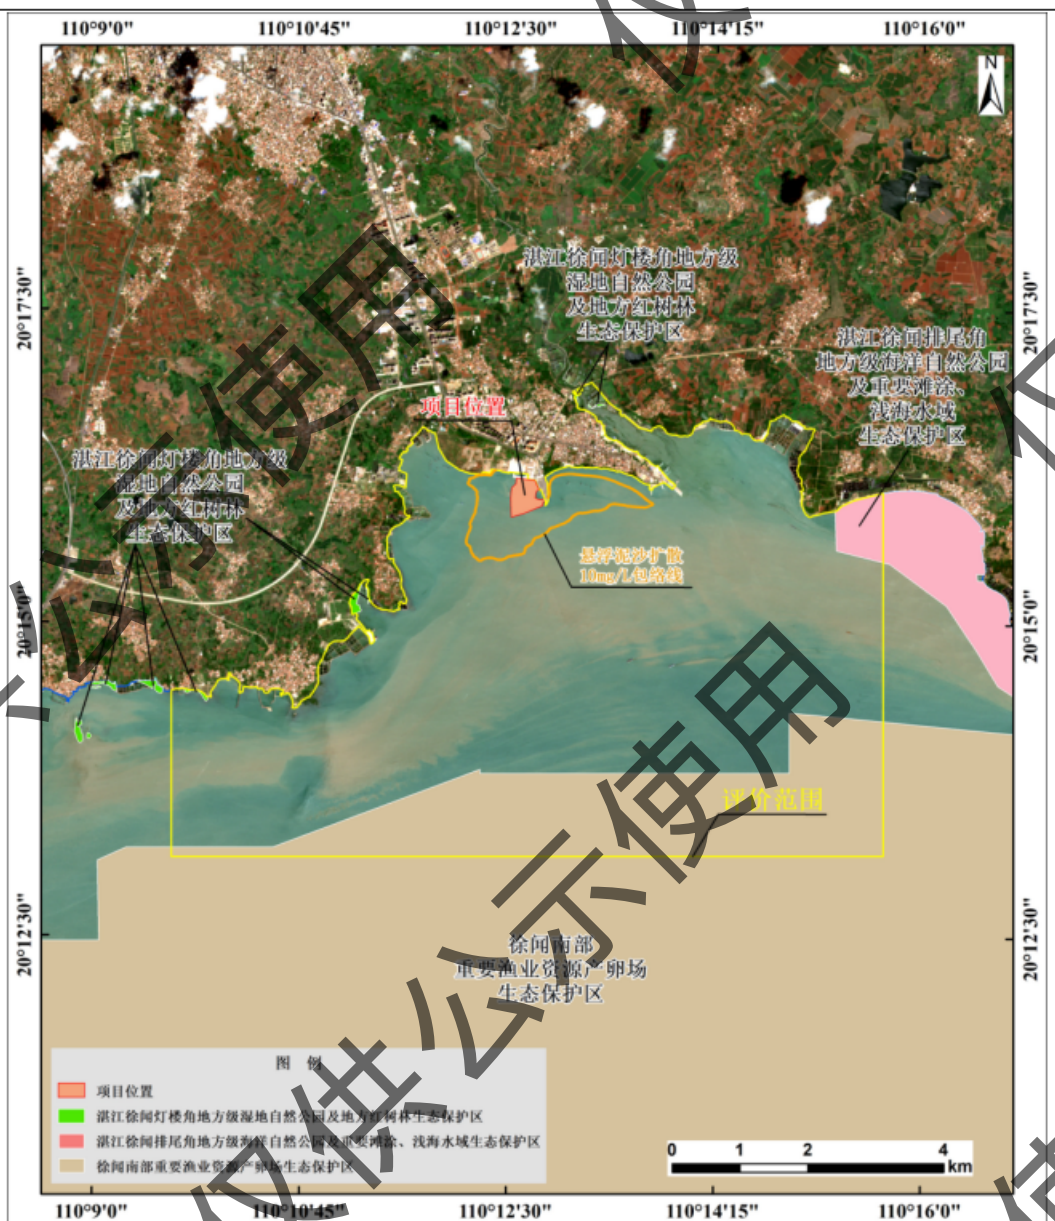 110°9'0"
110°10'45"
110°12'30"
110°14'15"
110°16'0"
N
20°17'30"
20°17'30"
湛江徐闻灯楼角地方级
湿地自然公园
及地方红树林
生态保护区
湛江徐闻排尾角
地方级海洋自然公园
及重要滩涂、
浅海水域
生态保护区
项目位置
湛江徐闻灯楼角地方级
湿地自然公园
及地方红树林
生态保护区
悬浮泥沙扩散
10mg/L包络线
20°15'0"
20°15'0"
评价范围
20°12'30"
20°12'30"
徐闻南部
重要渔业资源产卵场
生态保护区
图 例
项目位置
湛江徐闻灯楼角地方级湿地自然公园及地方红树林生态保护区
湛江徐闻排尾角地方级海洋自然公园及重要滩涂、浅海水域生态保护区
徐闻南部重要渔业资源产卵场生态保护区
0 1 2 4
km
110°9'0"
110°10'45"
110°12'30"
110°14'15"
110°16'0"
仅供公示使用